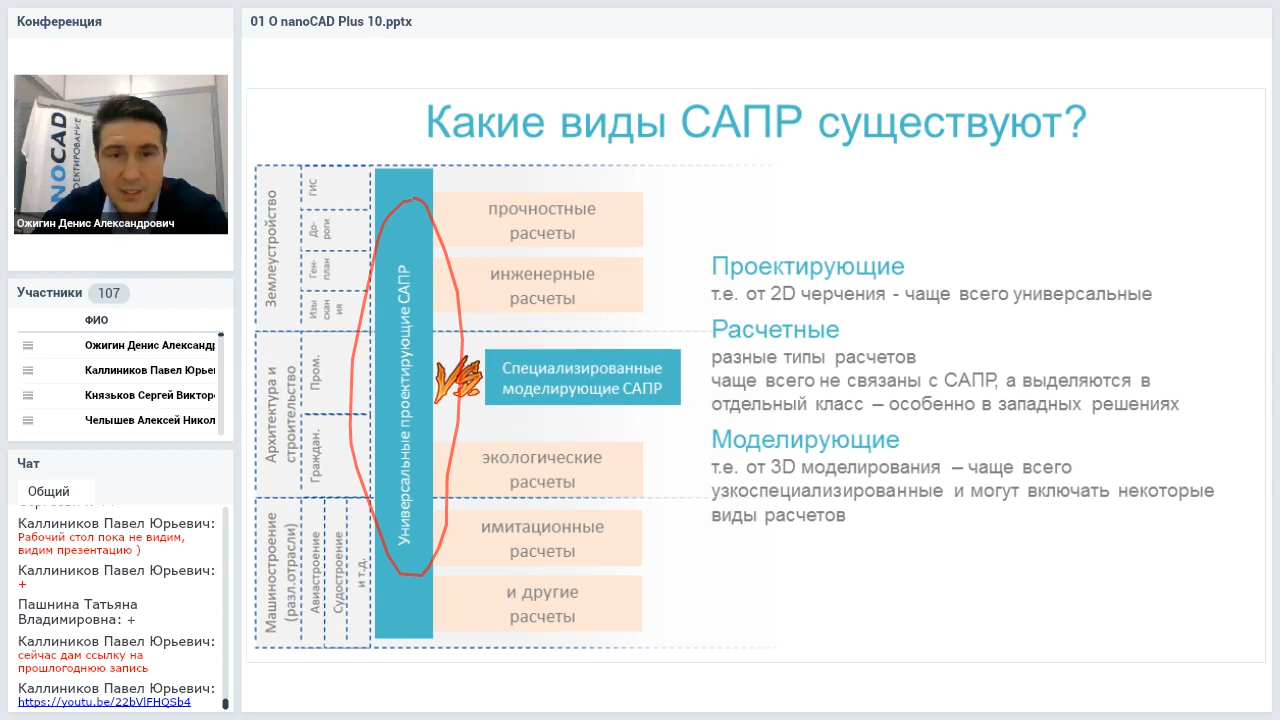 Конференция
NOCAD
ЕКТИРОВАНИЕ
Ожигин Денис Александрович
Участники 107
ФИО
Ожигин Денис Александр
Каллиников Павел Юрье
Князьков Сергей Виктор
Челышев Алексей Никол
Чат
Общий
Каллиников Павел Юрьевич:
Рабочий стол пока не видим,
видим презентацию )
Каллиников Павел Юрьевич:
+
Пашнина Татьяна
Владимировна: +
Каллиников Павел Юрьевич:
сейчас дам ссылку на
прошлогоднюю запись
Каллиников Павел Юрьевич:
https://youtu.be/22bVlFHQSb4
01 О nanoCAD Plus 10.pptx
Какие виды САПР существуют?
Землеустройство
ГИС
До-
роги
Ген-
план
Изы
скан
ия
Архитектура и
строительство
Пром.
Граждан.
Машиностроение
(разл.отрасли)
Авиастроение
Судостроение
и т.д.
Универсальные проектирующие САПР
прочностные
расчеты
инженерные
расчеты
VS
Специализированные
моделирующие САПР
экологические
расчеты
имитационные
расчеты
и другие
расчеты
Проектирующие
т.е. от 2D черчения - чаще всего универсальные
Расчетные
разные типы расчетов
чаще всего не связаны с САПР, а выделяются в
отдельный класс – особенно в западных решениях
Моделирующие
т.е. от 3D моделирования – чаще всего
узкоспециализированные и могут включать некоторые
виды расчетов